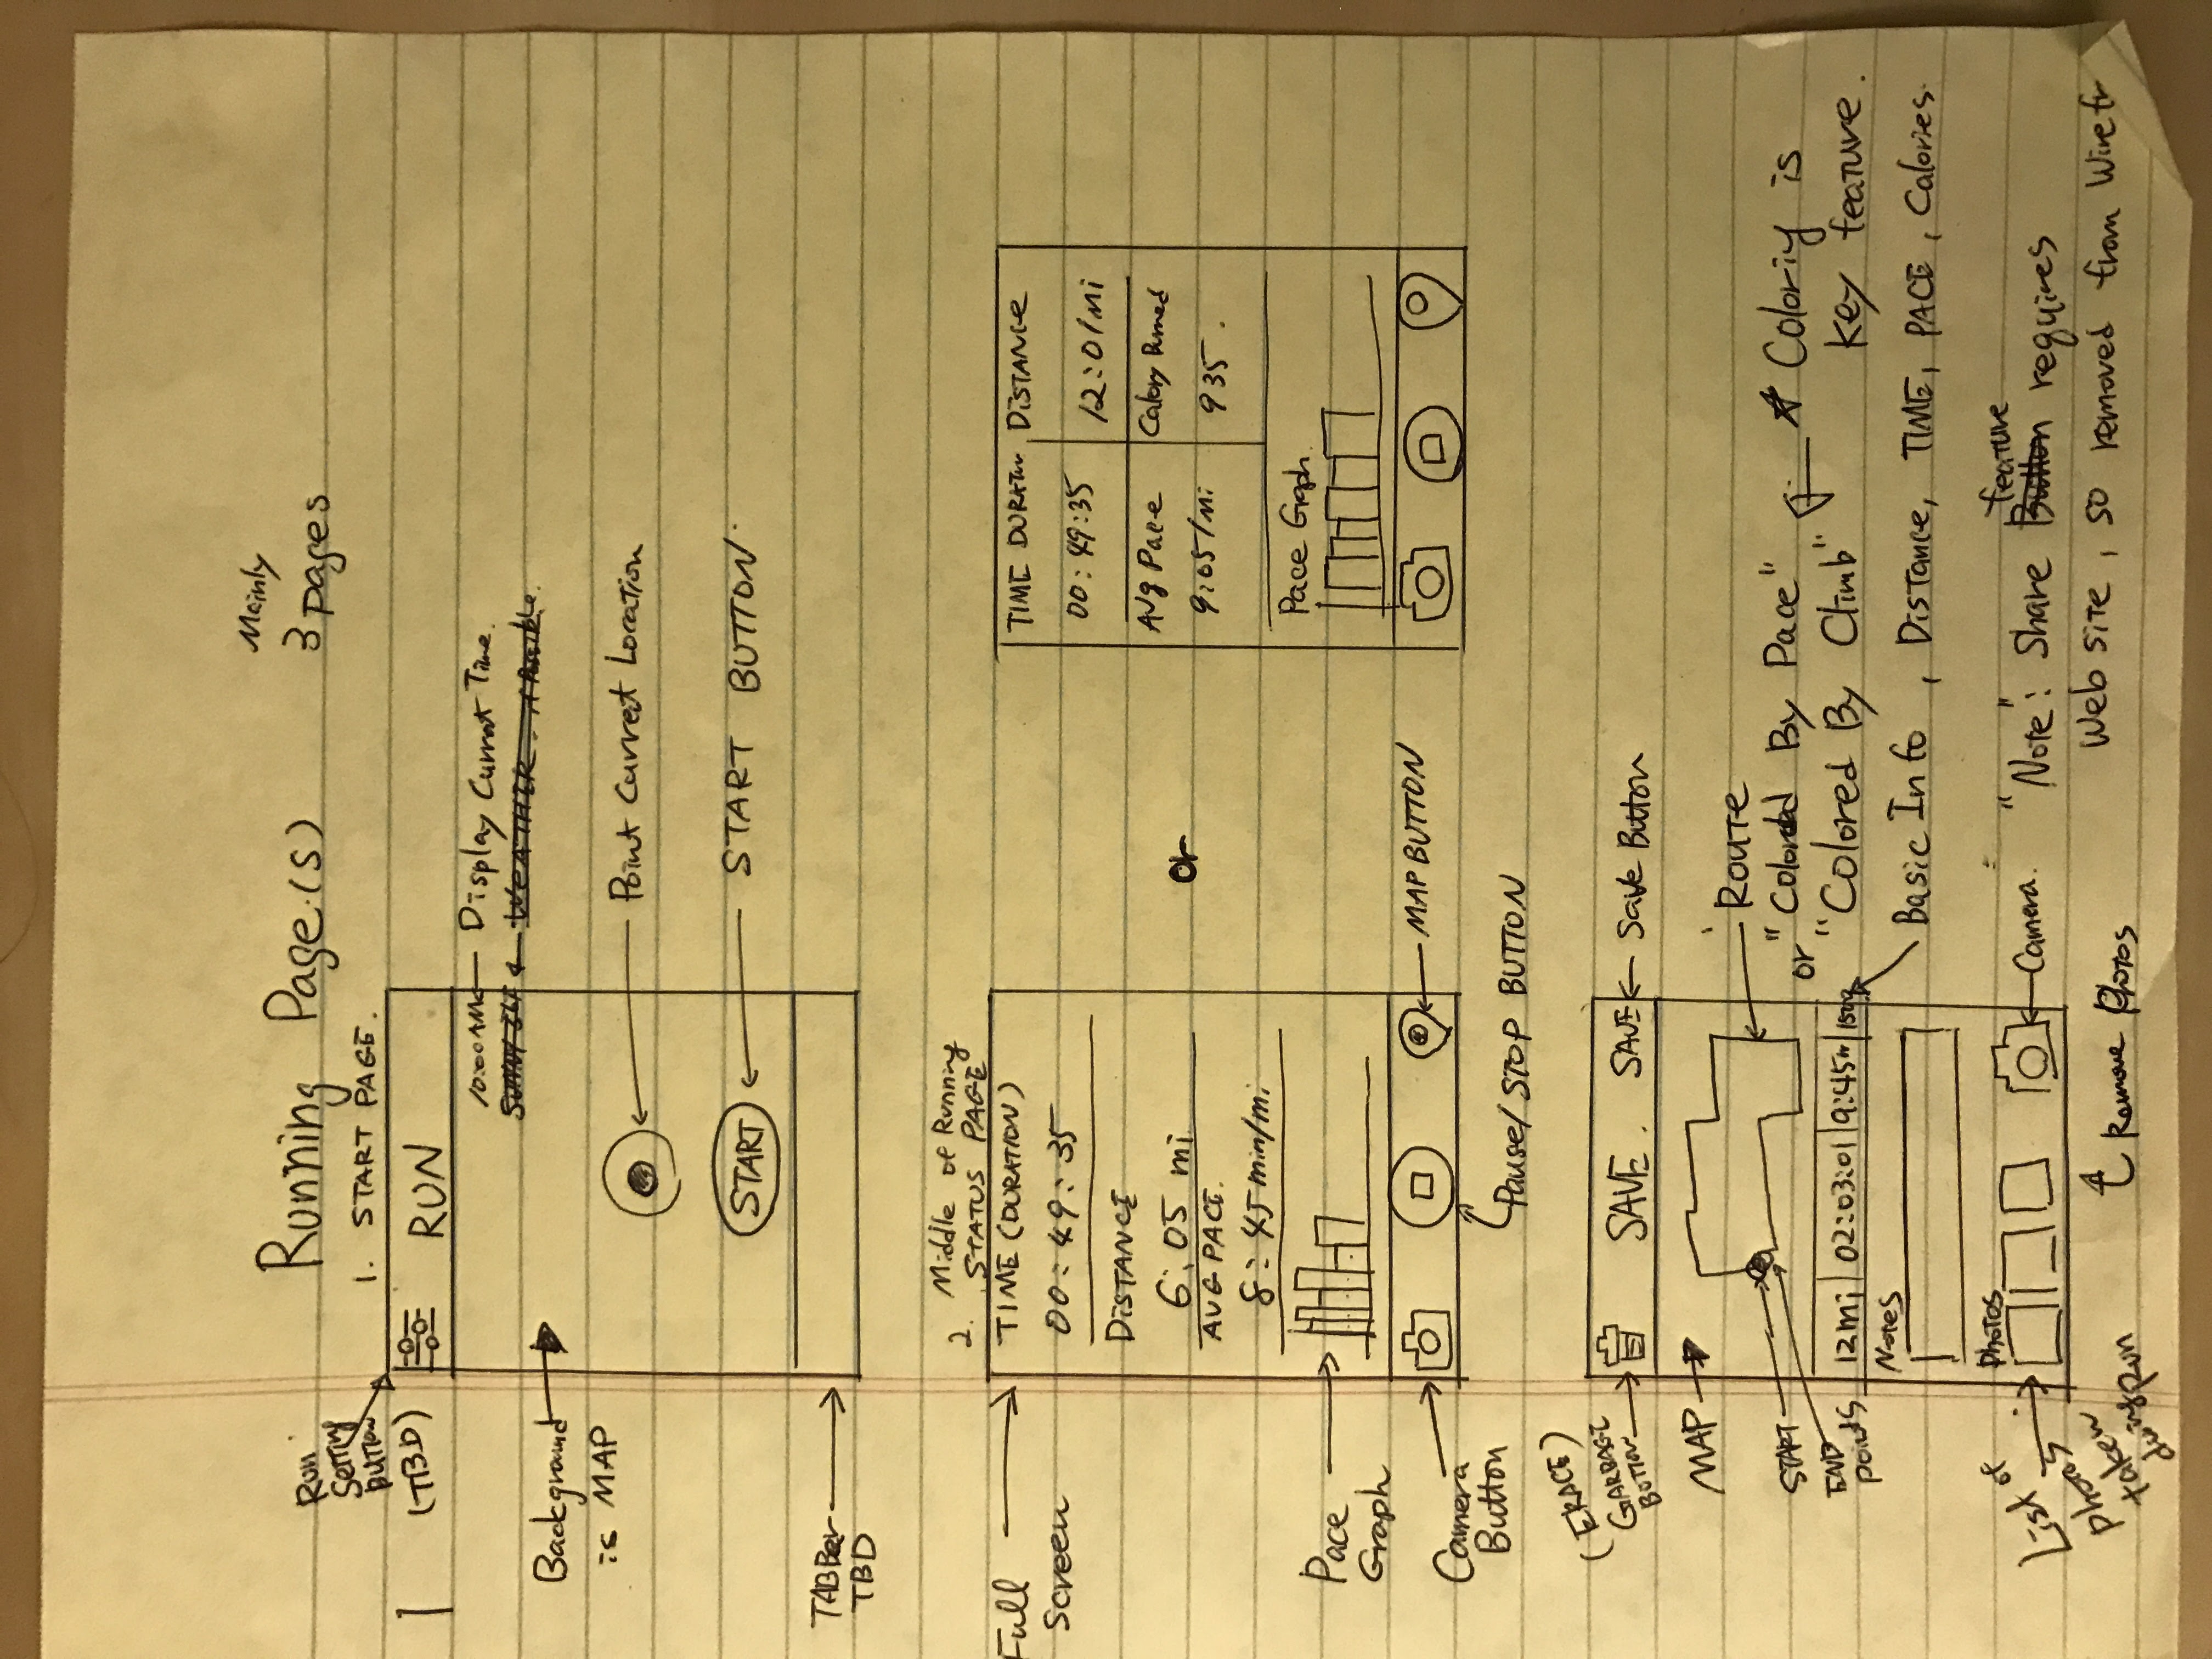 Running Page.(s)
Mainly
3 pages
Run
Setting
Button
(TBD)
1. START PAGE.
RUN
10:00AM
Display Current Time.
SUNNY 36F
WEATHER. if Possible.
Background
is MAP
Point Current Location
START
START BUTTON
TAB Bar
TBD
2. Middle of Running
STATUS PAGE
Full
Screen
TIME (DURATION)
00:49:35
DISTANCE
6:05 mi
AVG PACE.
8:45 min/mi
or
TIME DURATION
DISTANCE
00:49:35
12:01mi
Avg Pace
Calory Burned
9:05/mi
935.
Pace Graph.
Pace
Graph
Camera
Button
MAP BUTTON
Pause/STOP BUTTON
(ERACE)
GARBAGE
BUTTON
SAVE.
SAVE
Save Button
MAP
START
END
points
Route
or "Colored By Pace"
"Colored By Climb"
* Coloriy is
key feature.
12mi
02:03:01
9:45m
Basic Info, Distance, TIME, PACE, Calories.
Notes
Photos
List of
photos
taken
during Run
Camera.
Remove Photos
"Note": Share Button feature requires
Web site, so removed from Wirefr